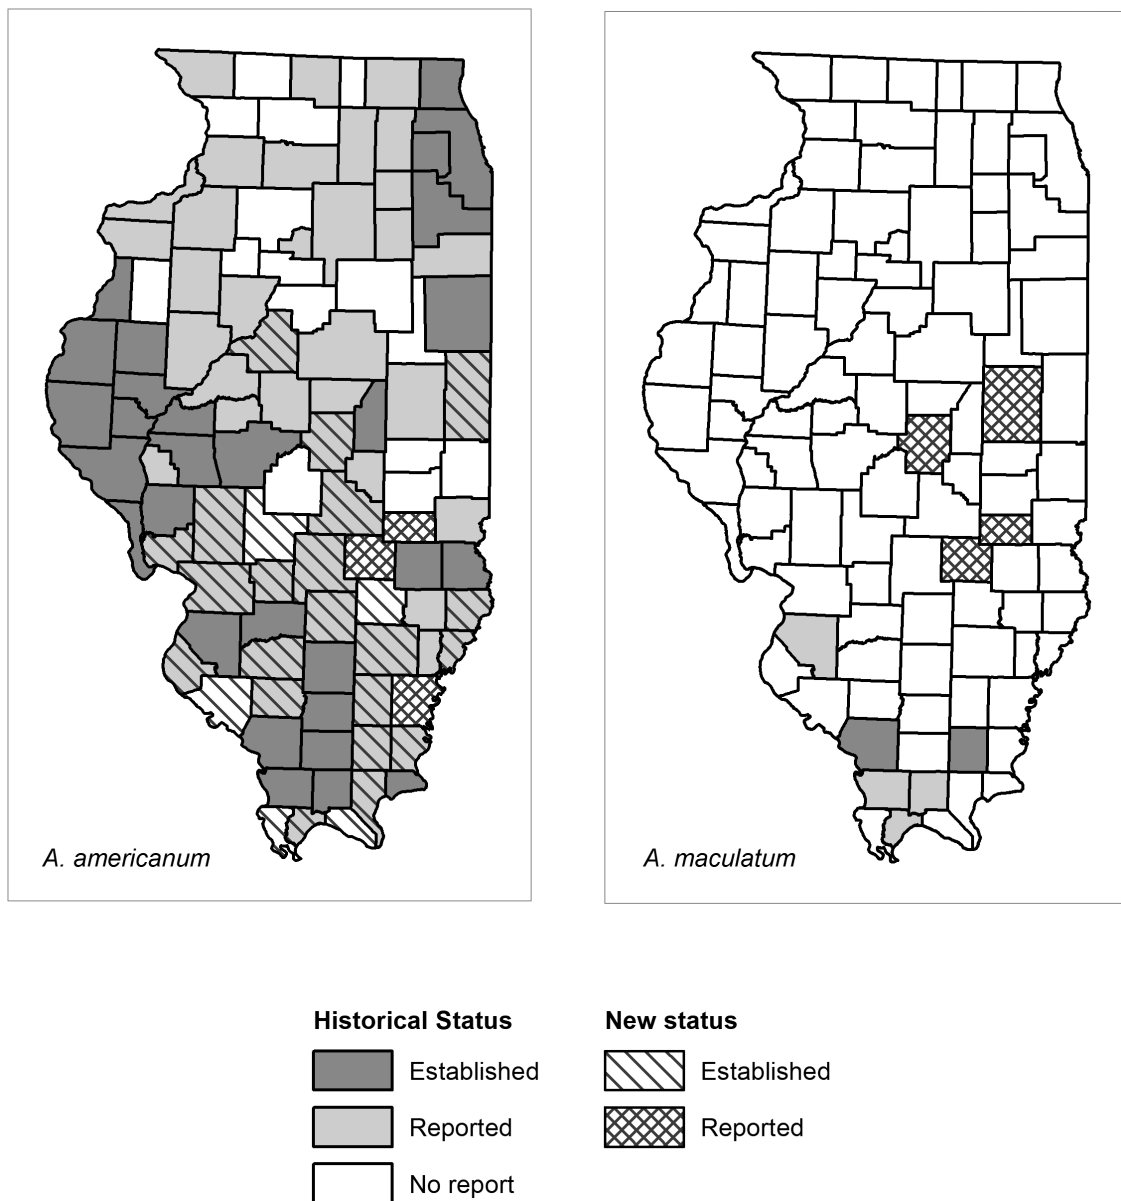 A. americanum
A. maculatum
Historical Status
New status
Established
Established
Reported
Reported
No report